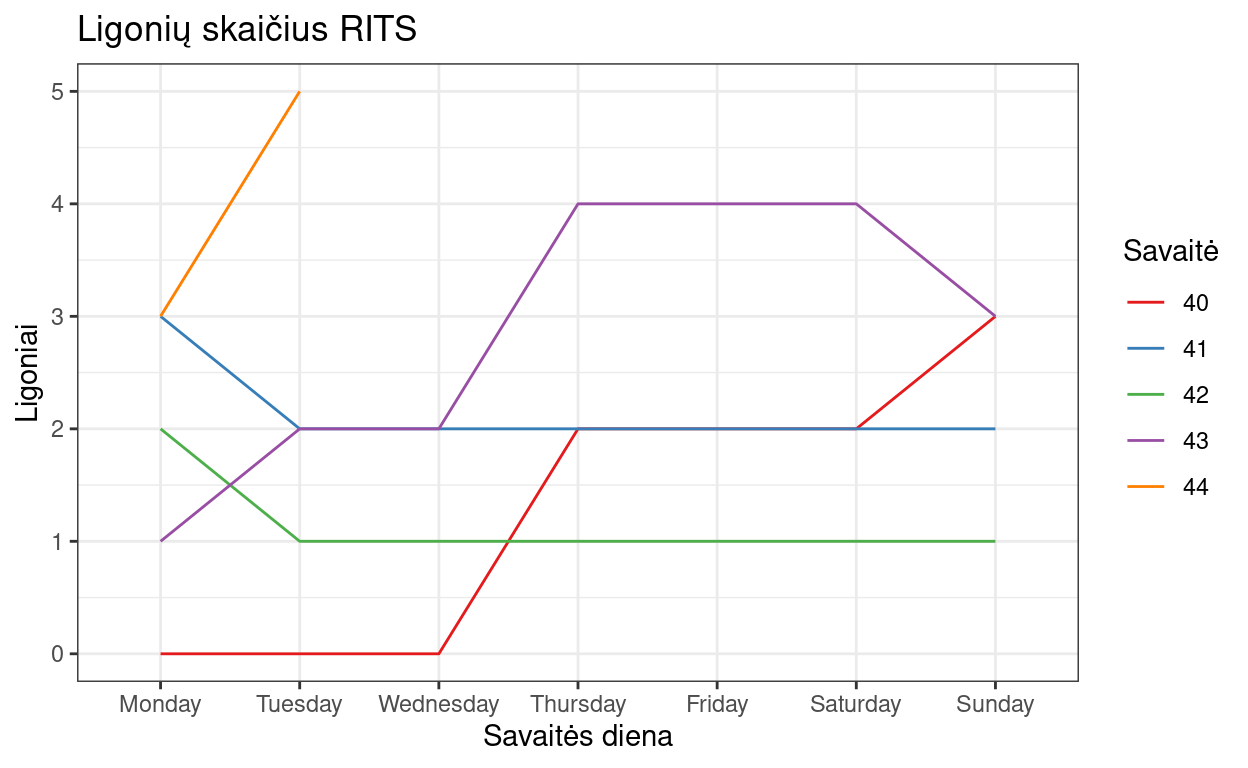 Ligonių skaičius RITS
Ligoniai
5
4
3
2
1
0
Monday Tuesday Wednesday Thursday Friday Saturday Sunday
Savaitės diena
Savaitė
40
41
42
43
44